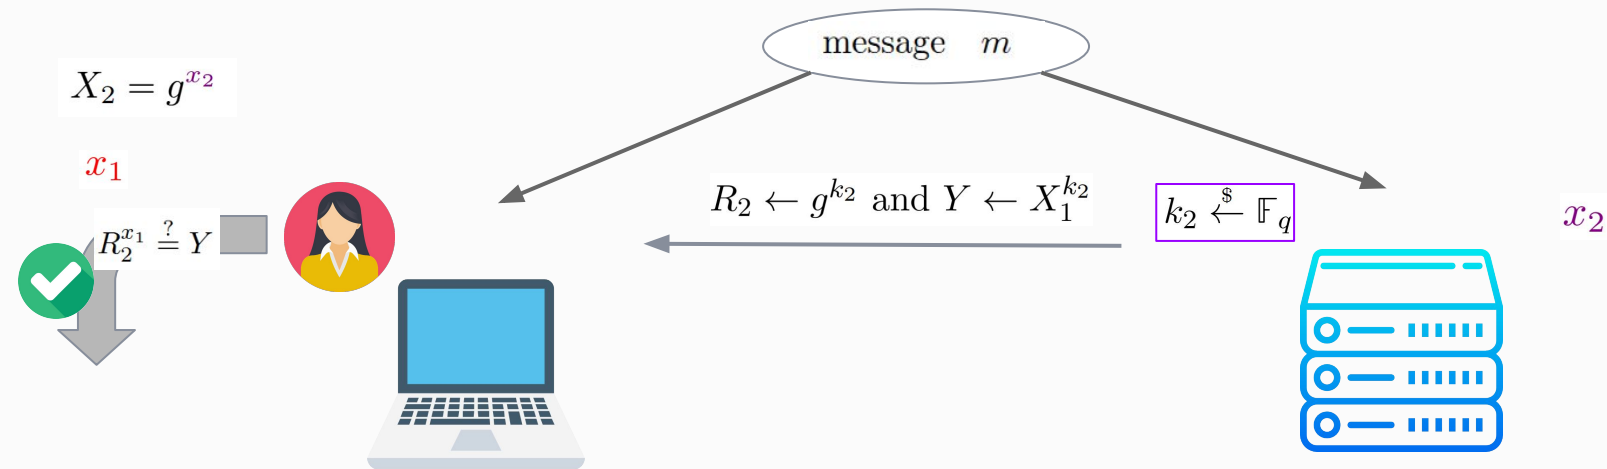 message m
X₂ = g^{x₂}
x₁
R₂ ← g^{k₂} and Y ← X₁^{k₂}
k₂ ←^{$} 𝔽_q
x₂
R₂^{x₁} ≟ Y